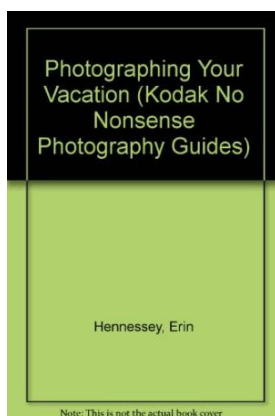 Photographing Your
Vacation (Kodak No
Nonsense
Photography Guides)
Hennessey, Erin
Note: This is not the actual book cover